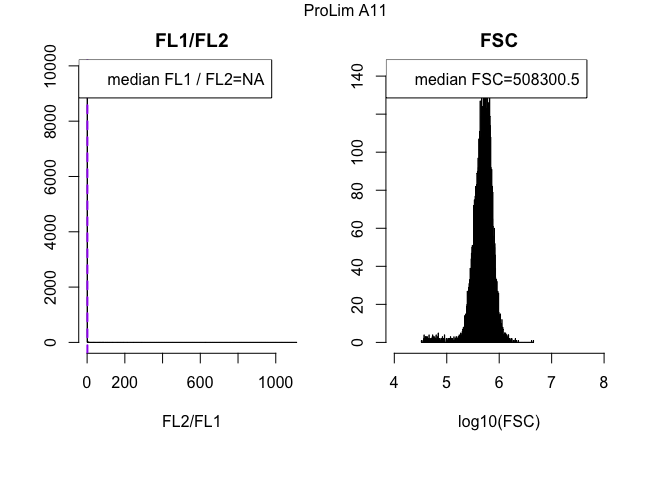 ProLim A11
FL1/FL2
median FL1 / FL2=NA
0 2000 4000 6000 8000 10000
0 200 600 1000
FL2/FL1
FSC
median FSC=508300.5
0 20 40 60 80 100 140
4 5 6 7 8
log10(FSC)